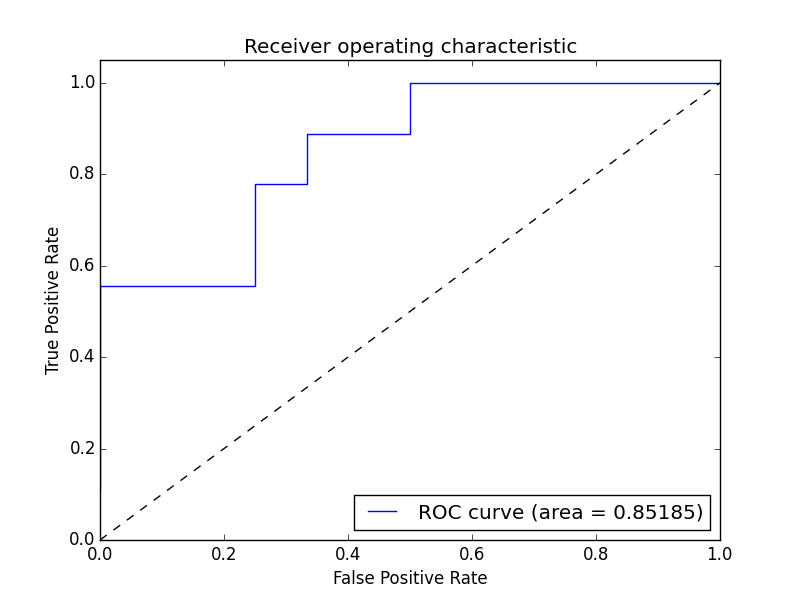 Receiver operating characteristic
True Positive Rate
1.0
0.8
0.6
0.4
0.2
0.0
ROC curve (area = 0.85185)
0.0 0.2 0.4 0.6 0.8 1.0
False Positive Rate